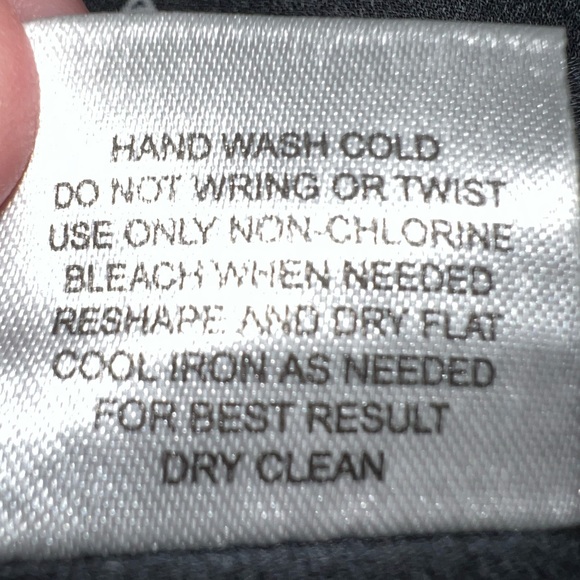 HAND WASH COLD
DO NOT WRING OR TWIST
USE ONLY NON-CHLORINE
BLEACH WHEN NEEDED
RESHAPE AND DRY FLAT
COOL IRON AS NEEDED
FOR BEST RESULT
DRY CLEAN